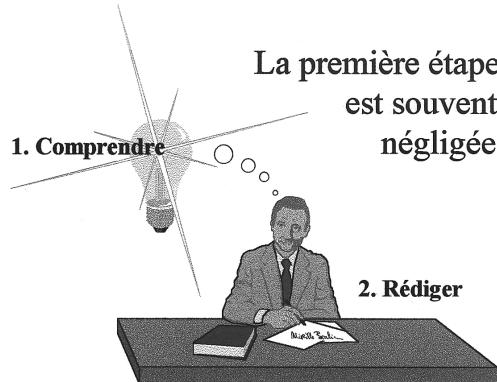 La première étape
est souvent
négligée
1. Comprendre
2. Rédiger